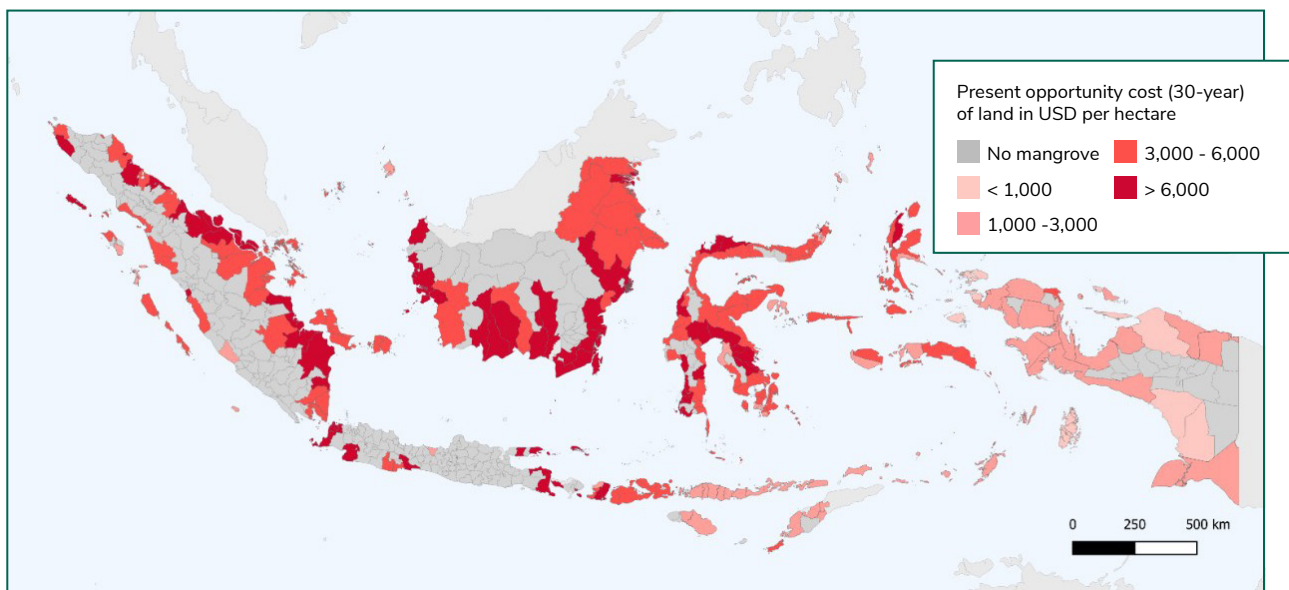 Present opportunity cost (30-year)
of land in USD per hectare
No mangrove
3,000 - 6,000
< 1,000
> 6,000
1,000 -3,000
0 250 500 km